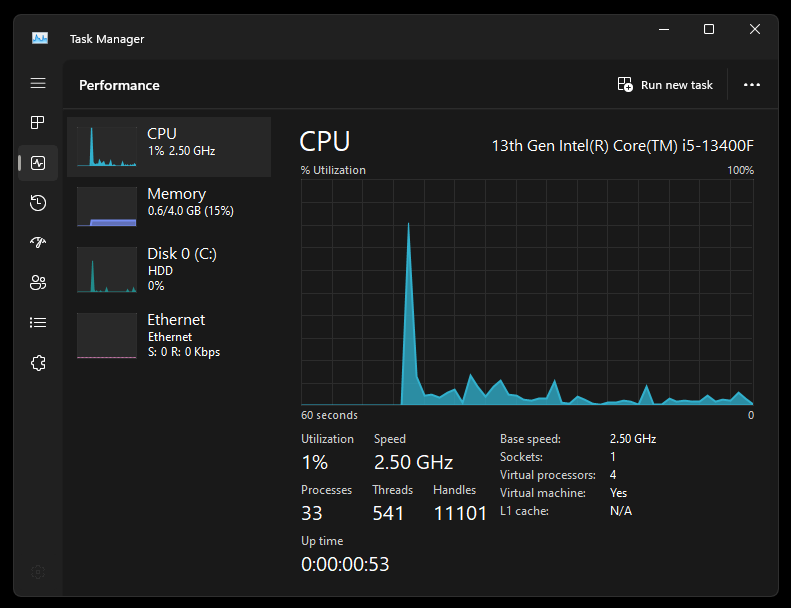 Task Manager
Performance
Run new task
CPU
1% 2.50 GHz
Memory
0.6/4.0 GB (15%)
Disk 0 (C:)
HDD
0%
Ethernet
Ethernet
S: 0 R: 0 Kbps
CPU
13th Gen Intel(R) Core(TM) i5-13400F
% Utilization
100%
60 seconds
0
Utilization
Speed
1%
2.50 GHz
Processes
Threads
Handles
33
541
11101
Up time
0:00:00:53
Base speed: 2.50 GHz
Sockets: 1
Virtual processors: 4
Virtual machine: Yes
L1 cache: N/A